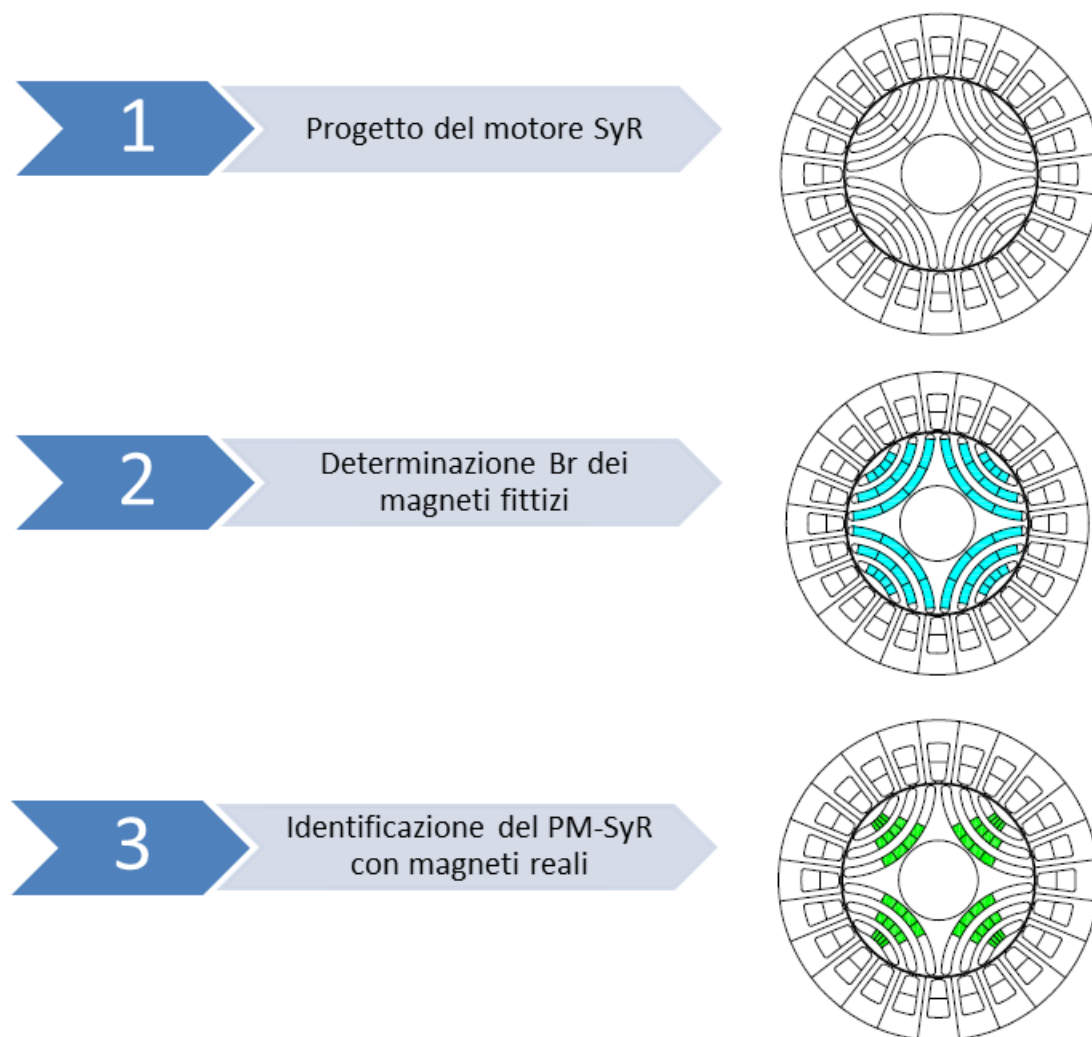 1
Progetto del motore SyR
2
Determinazione Br dei
magneti fittizi
3
Identificazione del PM-SyR
con magneti reali